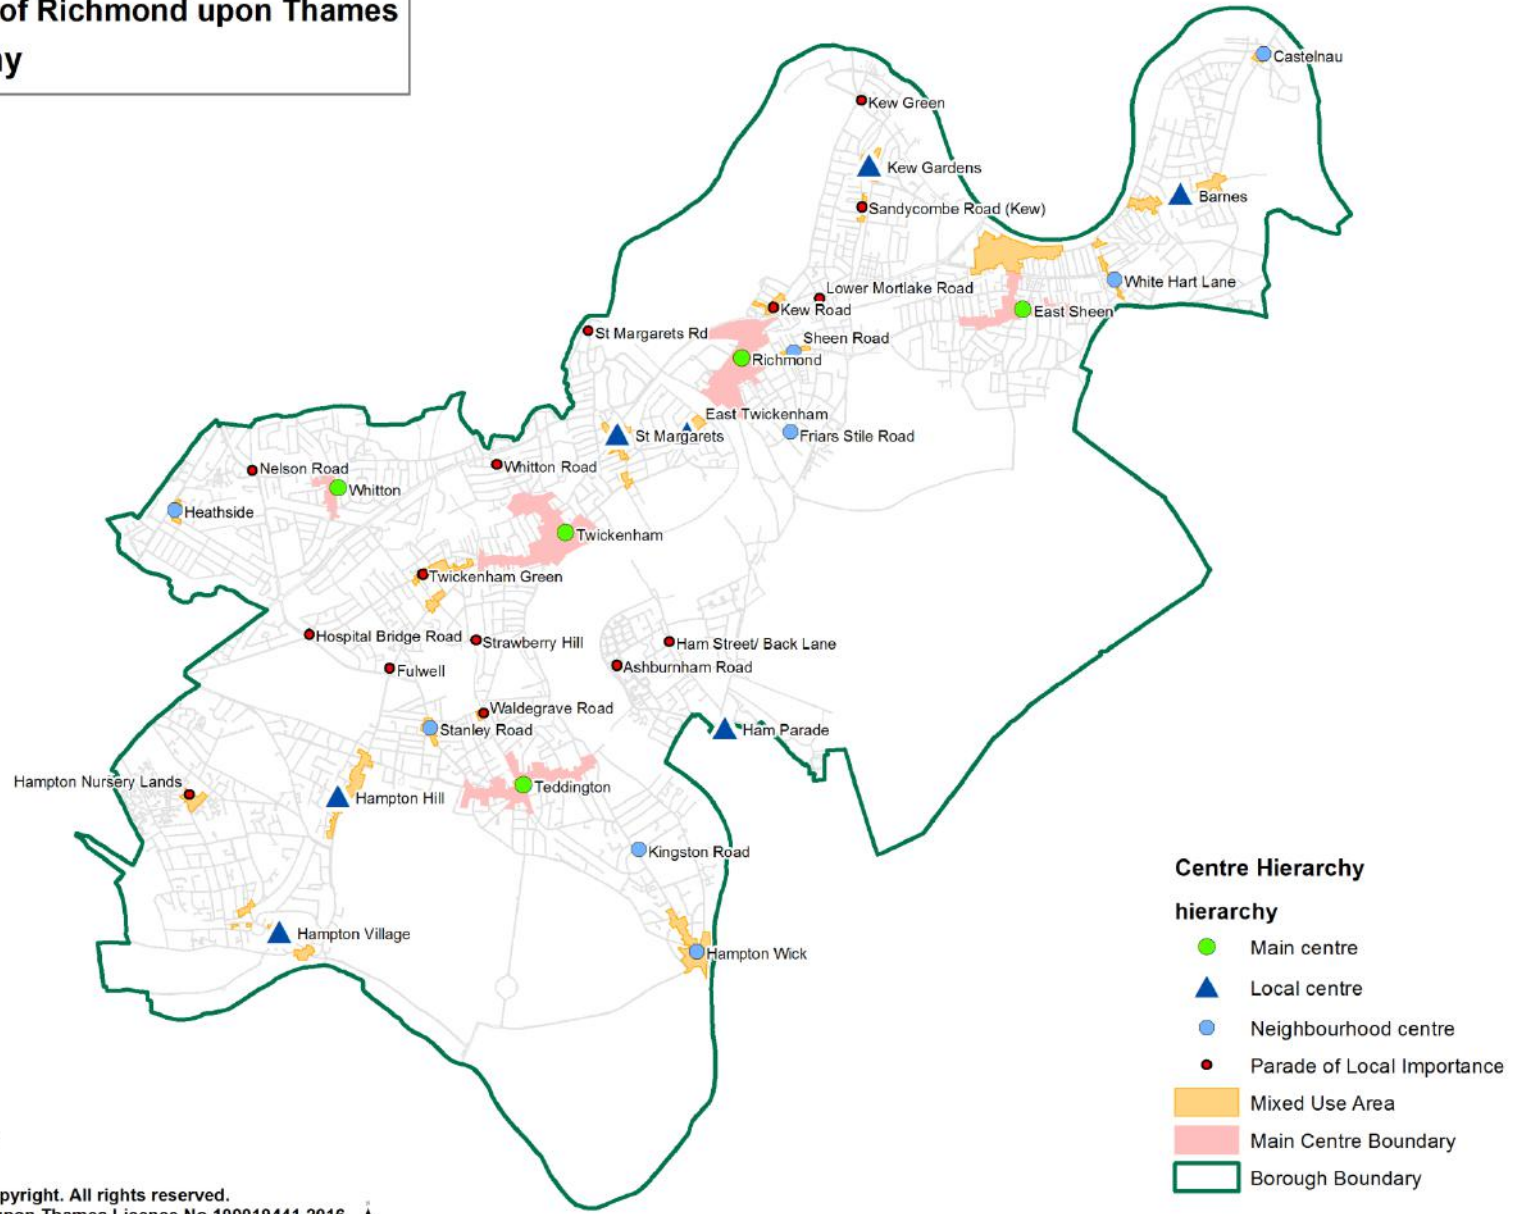 of Richmond upon Thames
Castelnau
Kew Green
Kew Gardens
Barnes
Sandycombe Road (Kew)
White Hart Lane
Lower Mortlake Road
Kew Road
East Sheen
St Margarets Rd
Sheen Road
Richmond
East Twickenham
St Margarets
Friars Stile Road
Nelson Road
Whitton Road
Whitton
Heathside
Twickenham
Twickenham Green
Hospital Bridge Road
Strawberry Hill
Ham Street/ Back Lane
Fulwell
Ashburnham Road
Waldegrave Road
Stanley Road
Ham Parade
Hampton Nursery Lands
Teddington
Hampton Hill
Kingston Road
Hampton Village
Hampton Wick
Centre Hierarchy
hierarchy
Main centre
Local centre
Neighbourhood centre
Parade of Local Importance
Mixed Use Area
Main Centre Boundary
Borough Boundary
pyright. All rights reserved.